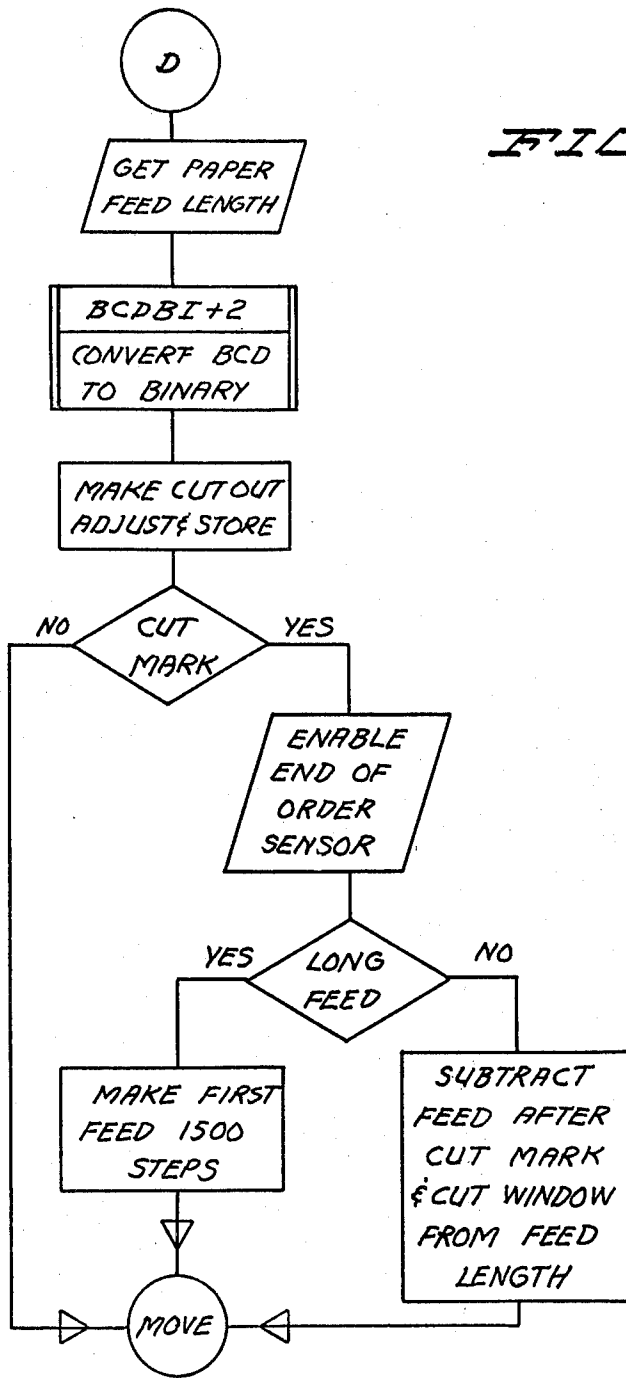 D
FIG
GET PAPER
FEED LENGTH
BCDBI+2
CONVERT BCD
TO BINARY
MAKE CUTOUT
ADJUST & STORE
NO
CUT
MARK
YES
ENABLE
END OF
ORDER
SENSOR
YES
LONG
FEED
NO
MAKE FIRST
FEED 1500
STEPS
SUBTRACT
FEED AFTER
CUT MARK
& CUT WINDOW
FROM FEED
LENGTH
MOVE